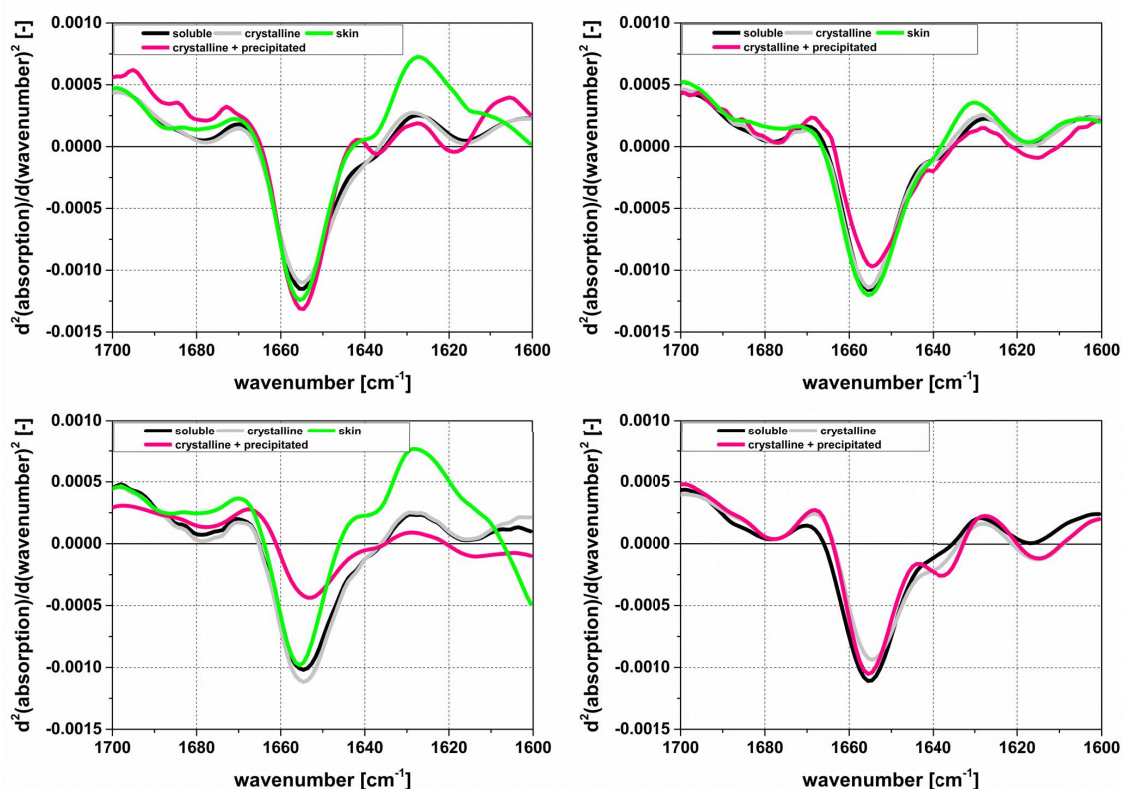 d²(absorption)/d(wavenumber)² [-]
0.0010
0.0005
0.0000
-0.0005
-0.0010
-0.0015
soluble crystalline skin
crystalline + precipitated
1700 1680 1660 1640 1620 1600
wavenumber [cm⁻¹]
d²(absorption)/d(wavenumber)² [-]
0.0010
0.0005
0.0000
-0.0005
-0.0010
-0.0015
soluble crystalline skin
crystalline + precipitated
1700 1680 1660 1640 1620 1600
wavenumber [cm⁻¹]
d²(absorption)/d(wavenumber)² [-]
0.0010
0.0005
0.0000
-0.0005
-0.0010
-0.0015
soluble crystalline skin
crystalline + precipitated
1700 1680 1660 1640 1620 1600
wavenumber [cm⁻¹]
d²(absorption)/d(wavenumber)² [-]
0.0010
0.0005
0.0000
-0.0005
-0.0010
-0.0015
soluble crystalline
crystalline + precipitated
1700 1680 1660 1640 1620 1600
wavenumber [cm⁻¹]